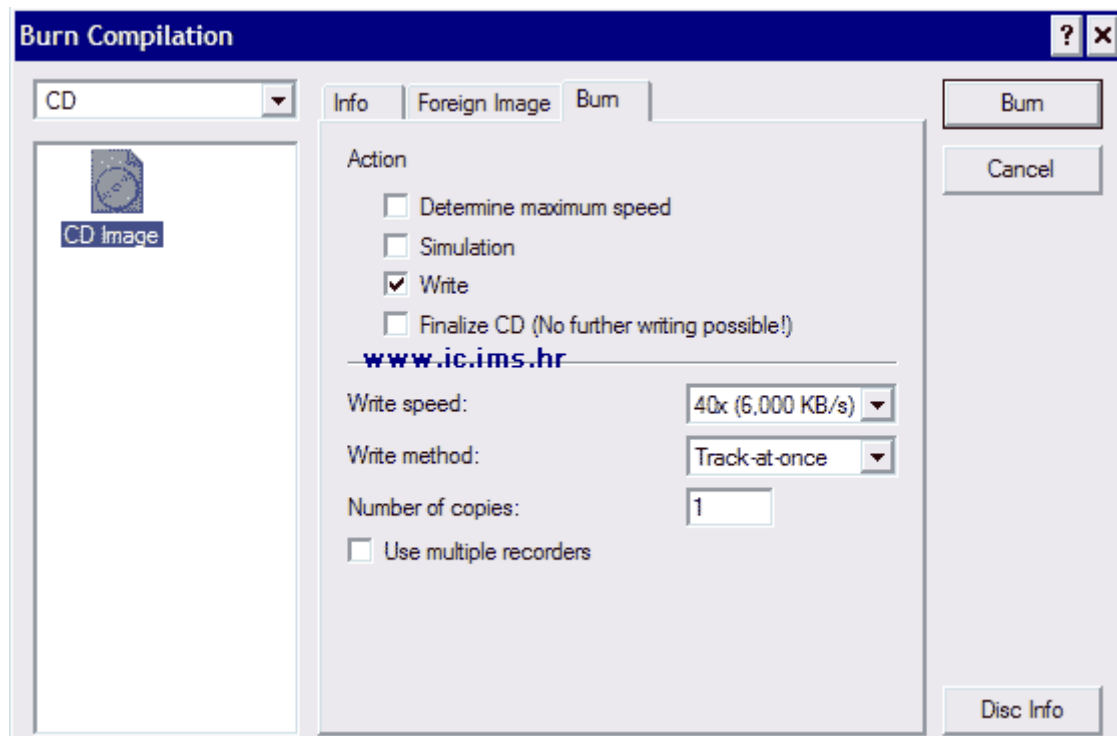 Burn Compilation
? ×
CD
Info Foreign Image Burn
Burn
Cancel
CD Image
Action
Determine maximum speed
Simulation
Write
Finalize CD (No further writing possible!)
www.ic.ims.hr
Write speed: 40x (6,000 KB/s)
Write method: Track-at-once
Number of copies: 1
Use multiple recorders
Disc Info